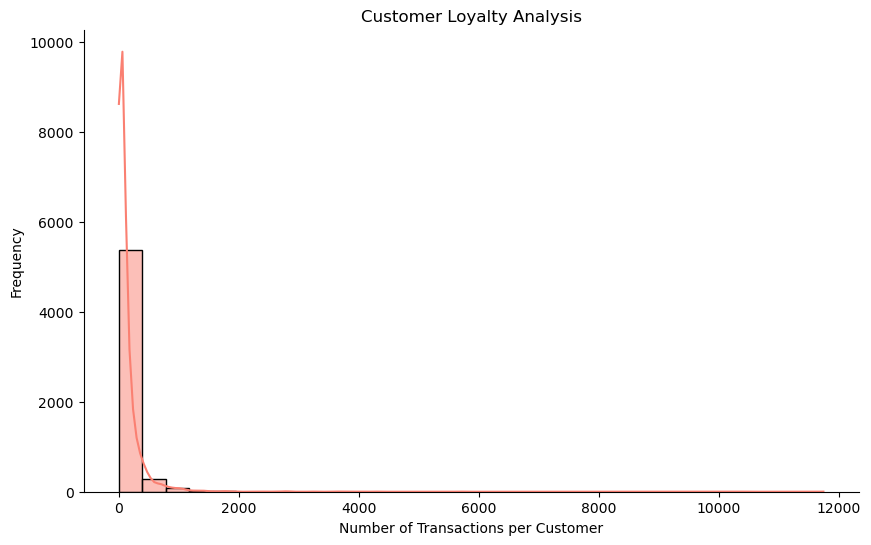 Customer Loyalty Analysis
10000
8000
6000
4000
2000
0
Frequency
0 2000 4000 6000 8000 10000 12000
Number of Transactions per Customer